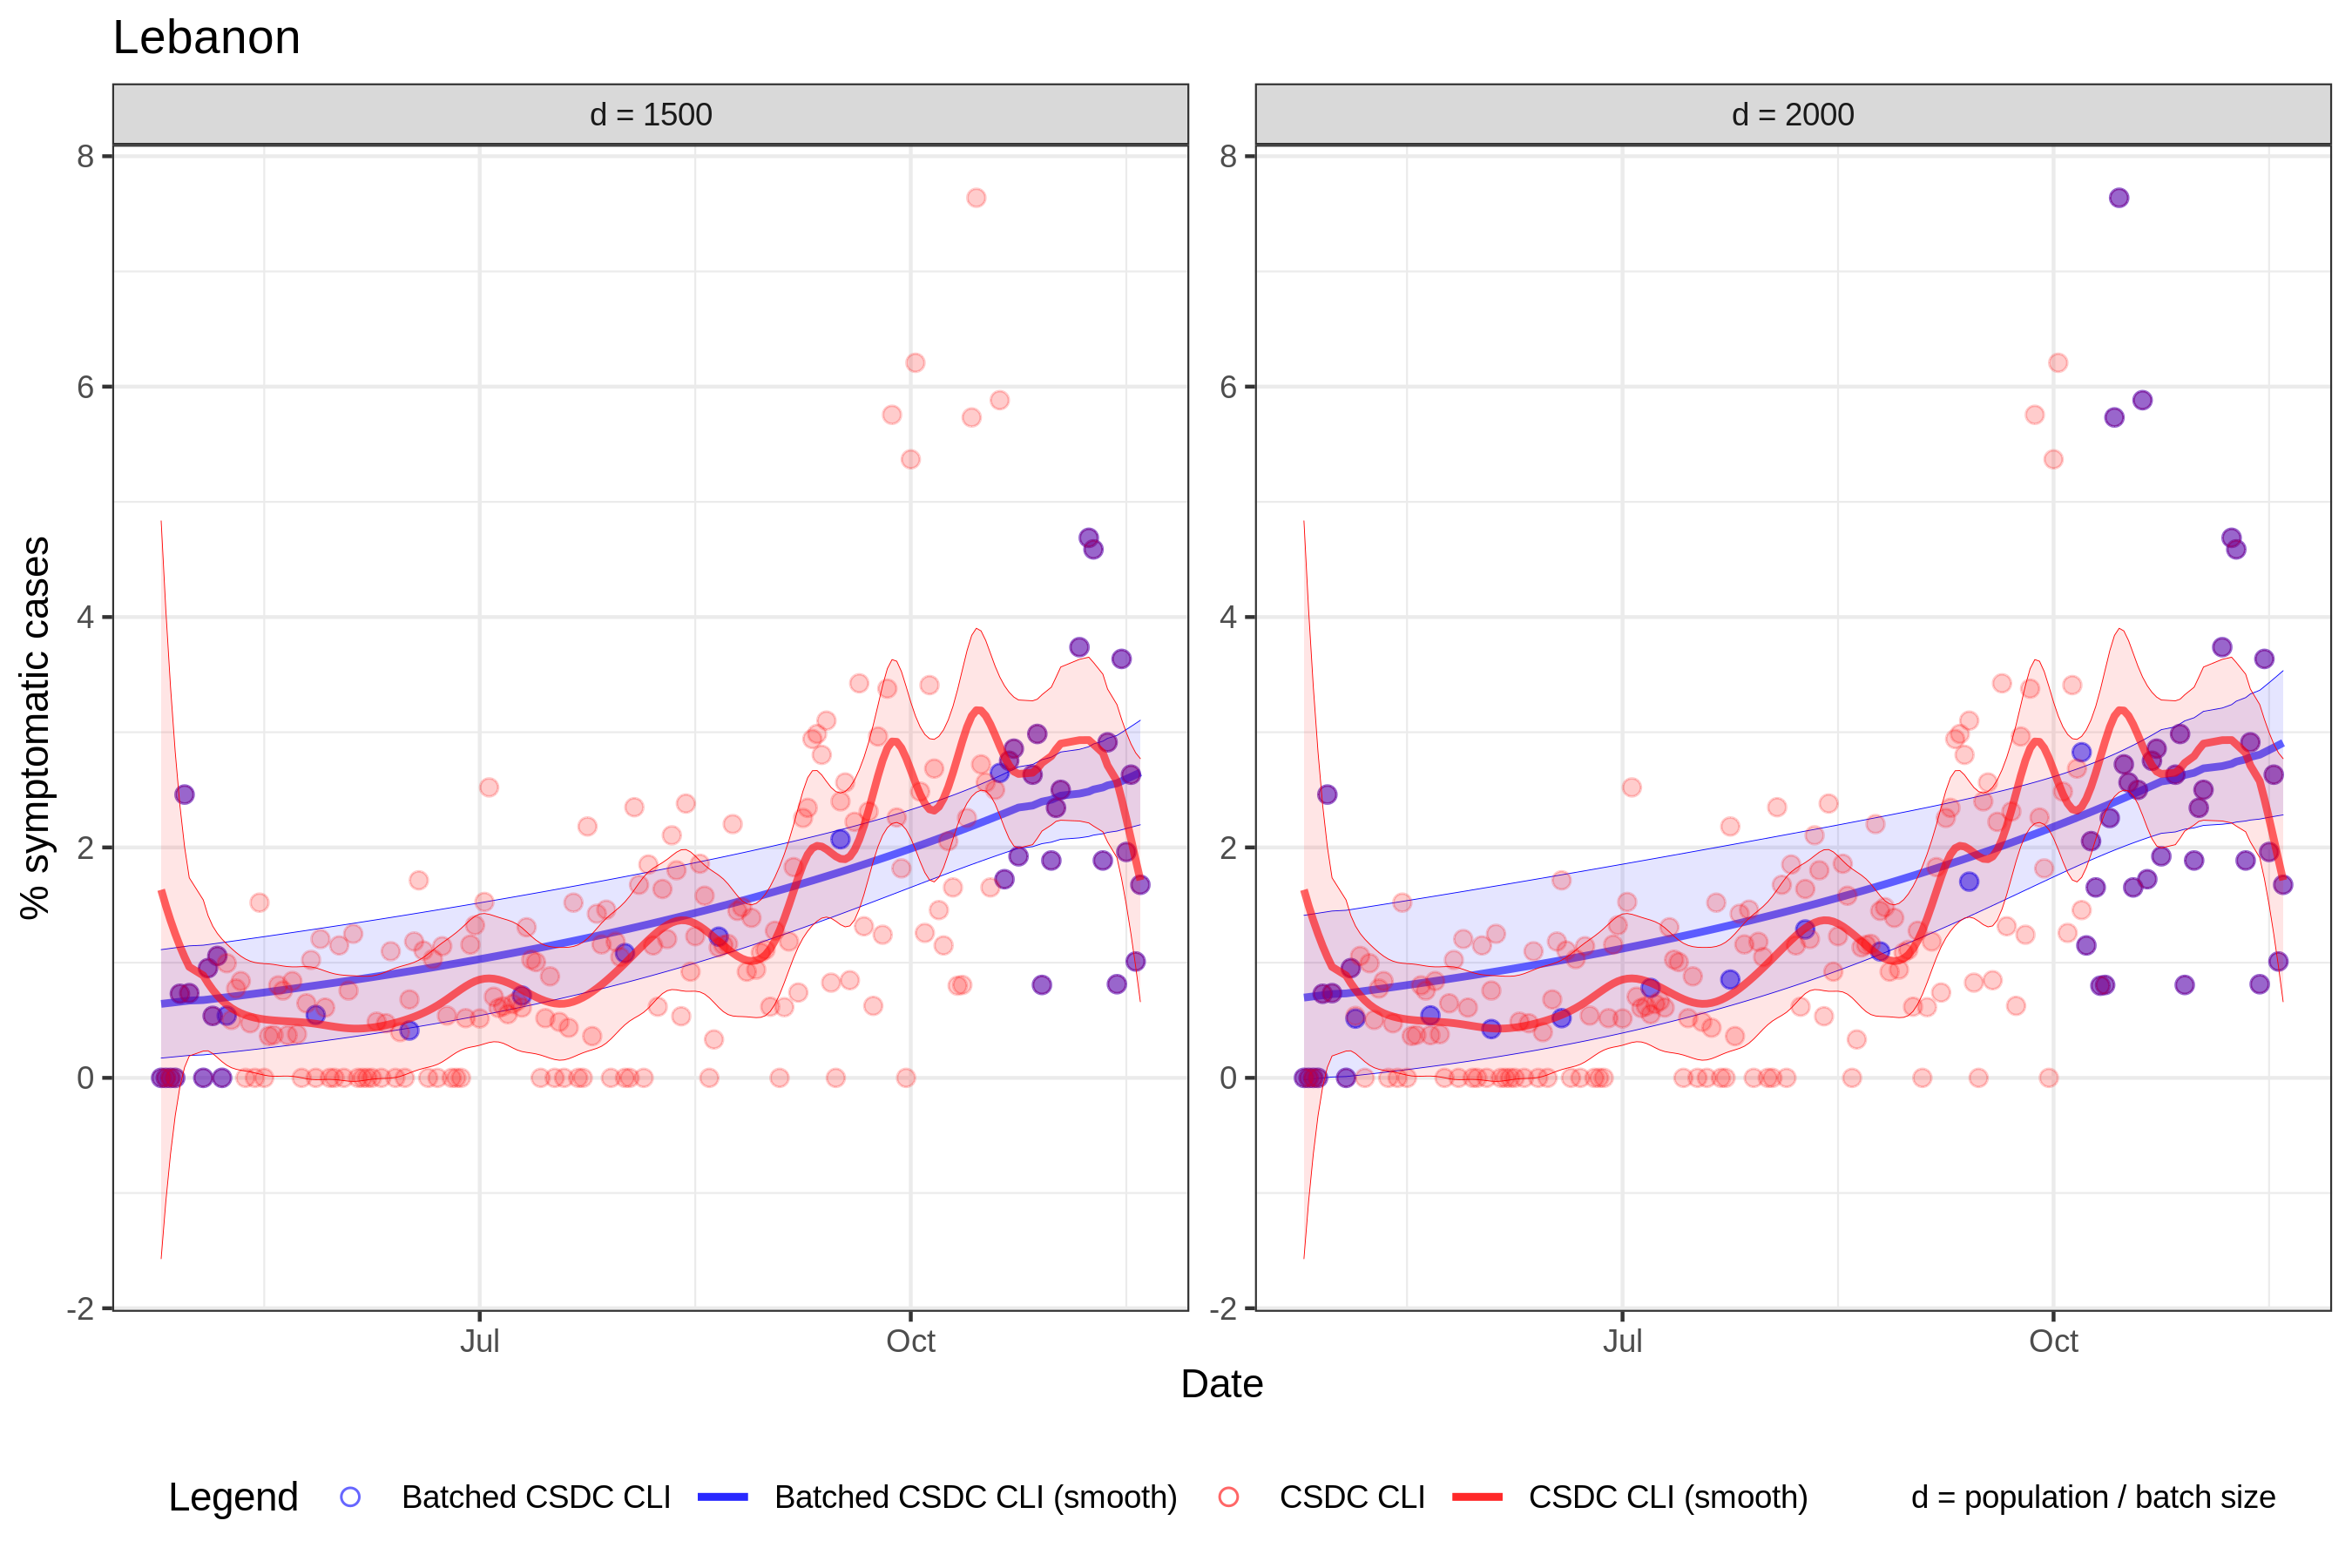 Lebanon
d = 1500
d = 2000
% symptomatic cases
8
6
4
2
0
-2
8
6
4
2
0
-2
Jul
Oct
Jul
Oct
Date
Legend
Batched CSDC CLI
Batched CSDC CLI (smooth)
CSDC CLI
CSDC CLI (smooth)
d = population / batch size